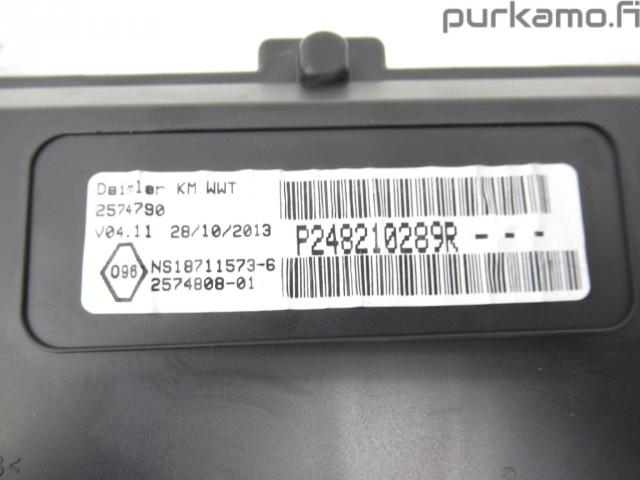 purkamo.fi
Daimler KM WWT
2574790
V04.11 28/10/2013
096
NS18711573-6
2574808-01
P248210289R - - -